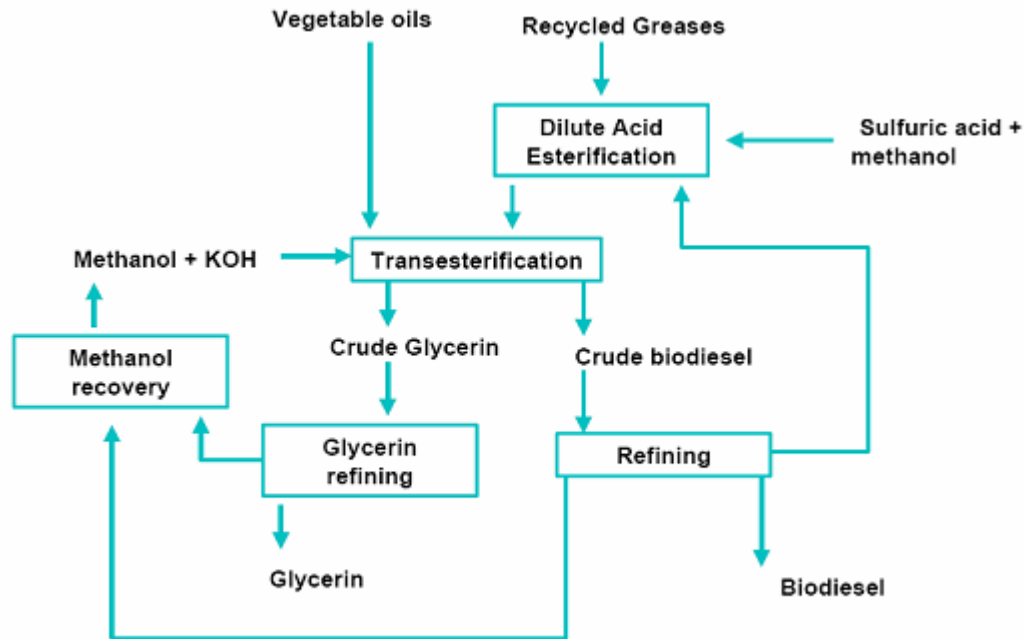 Vegetable oils
Recycled Greases
Dilute Acid
Esterification
Sulfuric acid +
methanol
Methanol + KOH
Transesterification
Methanol
recovery
Crude Glycerin
Crude biodiesel
Glycerin
refining
Refining
Glycerin
Biodiesel